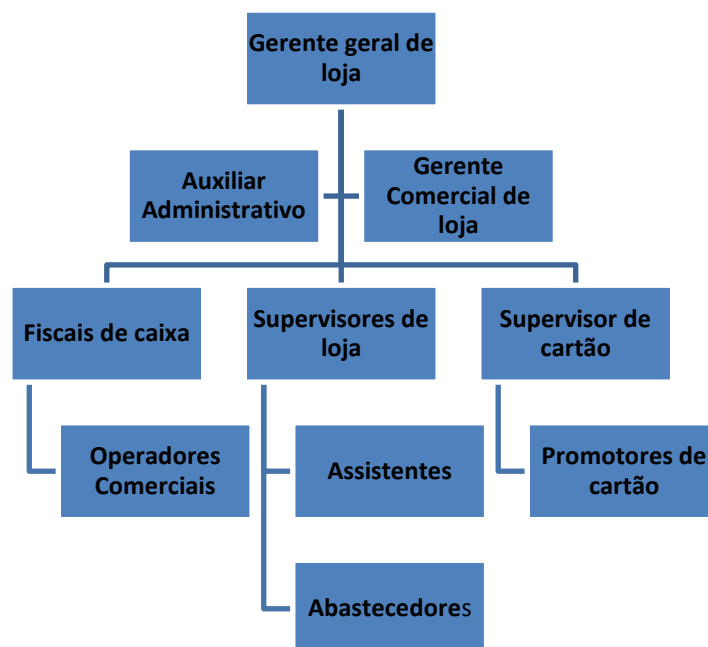 Gerente geral de
loja
Auxiliar
Administrativo
Gerente
Comercial de
loja
Fiscais de caixa
Supervisores de
loja
Supervisor de
cartão
Operadores
Comerciais
Assistentes
Promotores de
cartão
Abastecedores